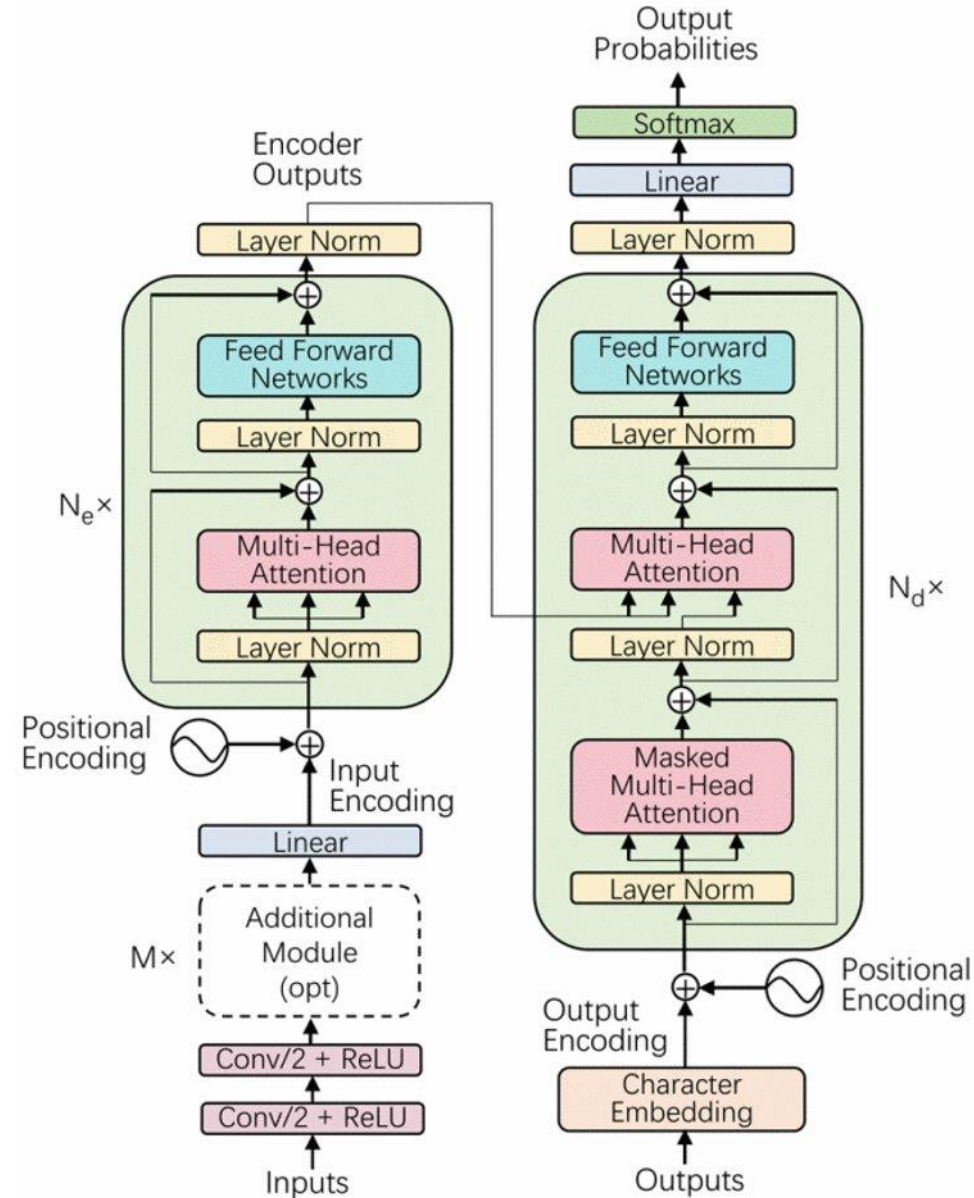 Output
Probabilities
Softmax
Linear
Layer Norm
Feed Forward
Networks
Layer Norm
Multi-Head
Attention
Layer Norm
Masked
Multi-Head
Attention
Layer Norm
N_d×
Positional
Encoding
Output
Encoding
Character
Embedding
Outputs
Encoder
Outputs
Layer Norm
Feed Forward
Networks
Layer Norm
N_e×
Multi-Head
Attention
Layer Norm
Positional
Encoding
Input
Encoding
Linear
Additional
Module
(opt)
M×
Conv/2 + ReLU
Conv/2 + ReLU
Inputs